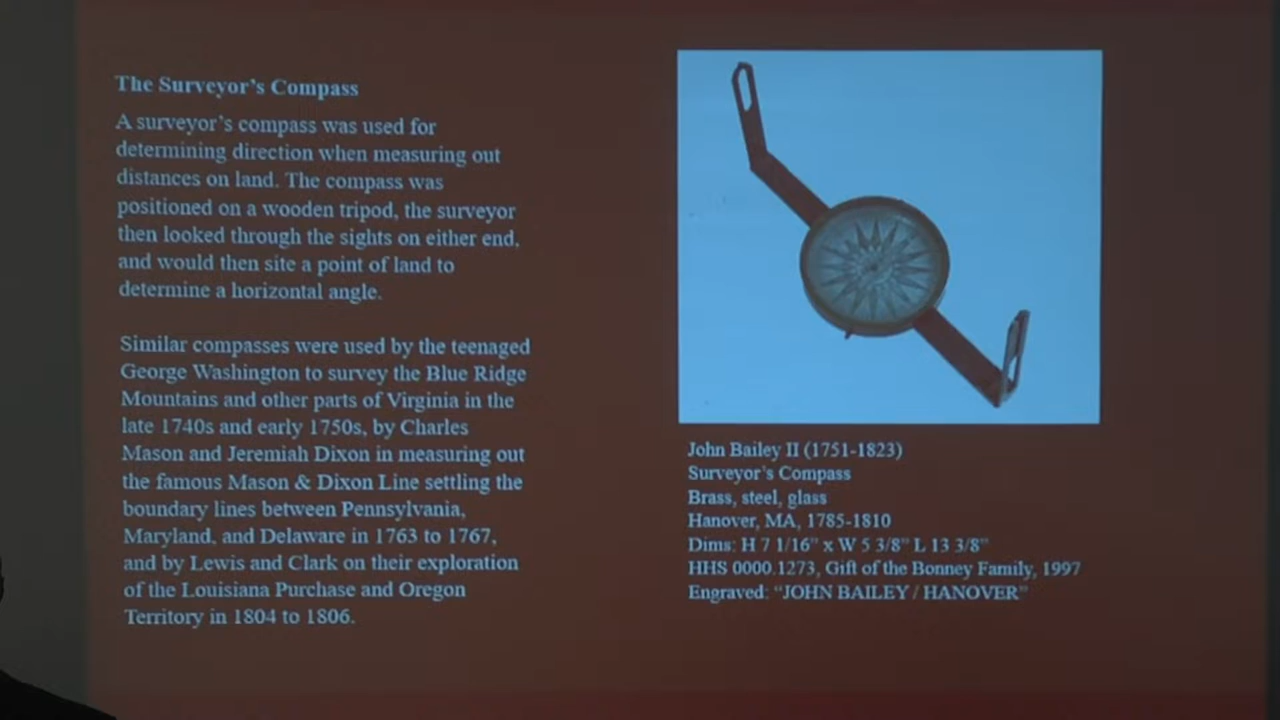 The Surveyor's Compass
A surveyor's compass was used for
determining direction when measuring out
distances on land. The compass was
positioned on a wooden tripod, the surveyor
then looked through the sights on either end,
and would then site a point of land to
determine a horizontal angle.
Similar compasses were used by the teenaged
George Washington to survey the Blue Ridge
Mountains and other parts of Virginia in the
late 1740s and early 1750s, by Charles
Mason and Jeremiah Dixon in measuring out
the famous Mason & Dixon Line settling the
boundary lines between Pennsylvania,
Maryland, and Delaware in 1763 to 1767,
and by Lewis and Clark on their exploration
of the Louisiana Purchase and Oregon
Territory in 1804 to 1806.
John Bailey II (1751-1823)
Surveyor's Compass
Brass, steel, glass
Hanover, MA, 1785-1810
Dims: H 7 1/16" x W 5 3/8" L 13 3/8"
HHS 0000.1273, Gift of the Bonney Family, 1997
Engraved: "JOHN BAILEY / HANOVER"